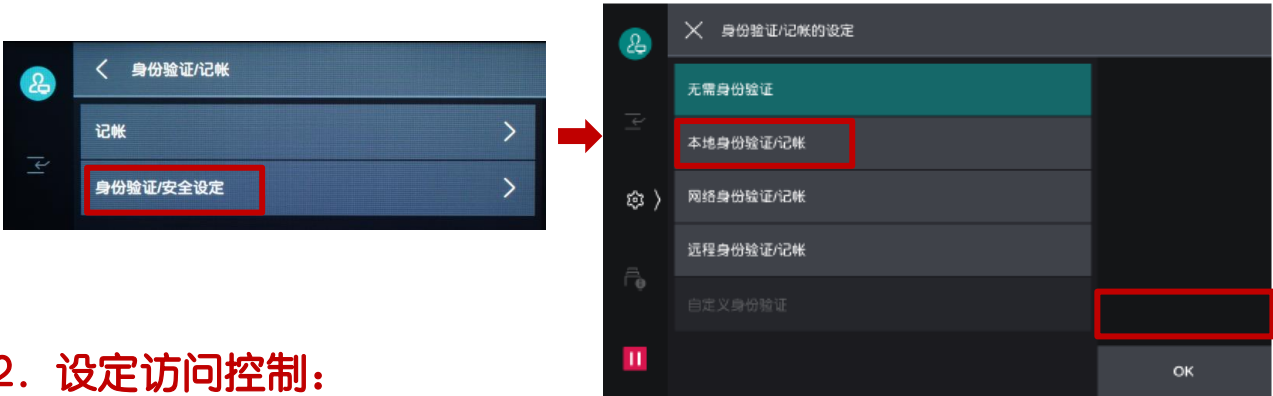 身份验证/记帐
记帐
身份验证/安全设定
身份验证/记帐的设定
无需身份验证
本地身份验证/记帐
网络身份验证/记帐
远程身份验证/记帐
自定义身份验证
OK
2. 设定访问控制：